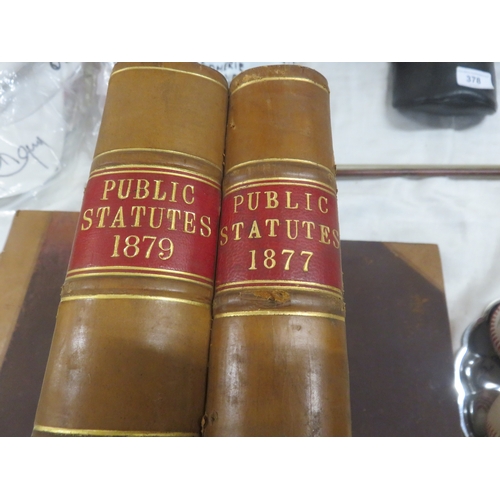 PUBLIC
STATUTES
1879
PUBLIC
STATUTES
1877
378